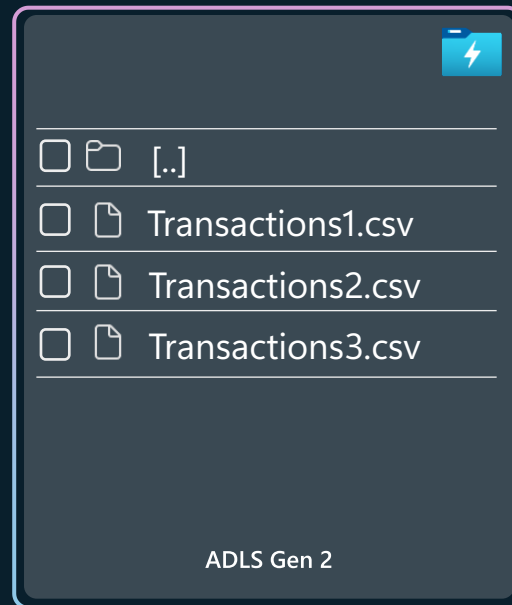 [..]
Transactions1.csv
Transactions2.csv
Transactions3.csv
ADLS Gen 2